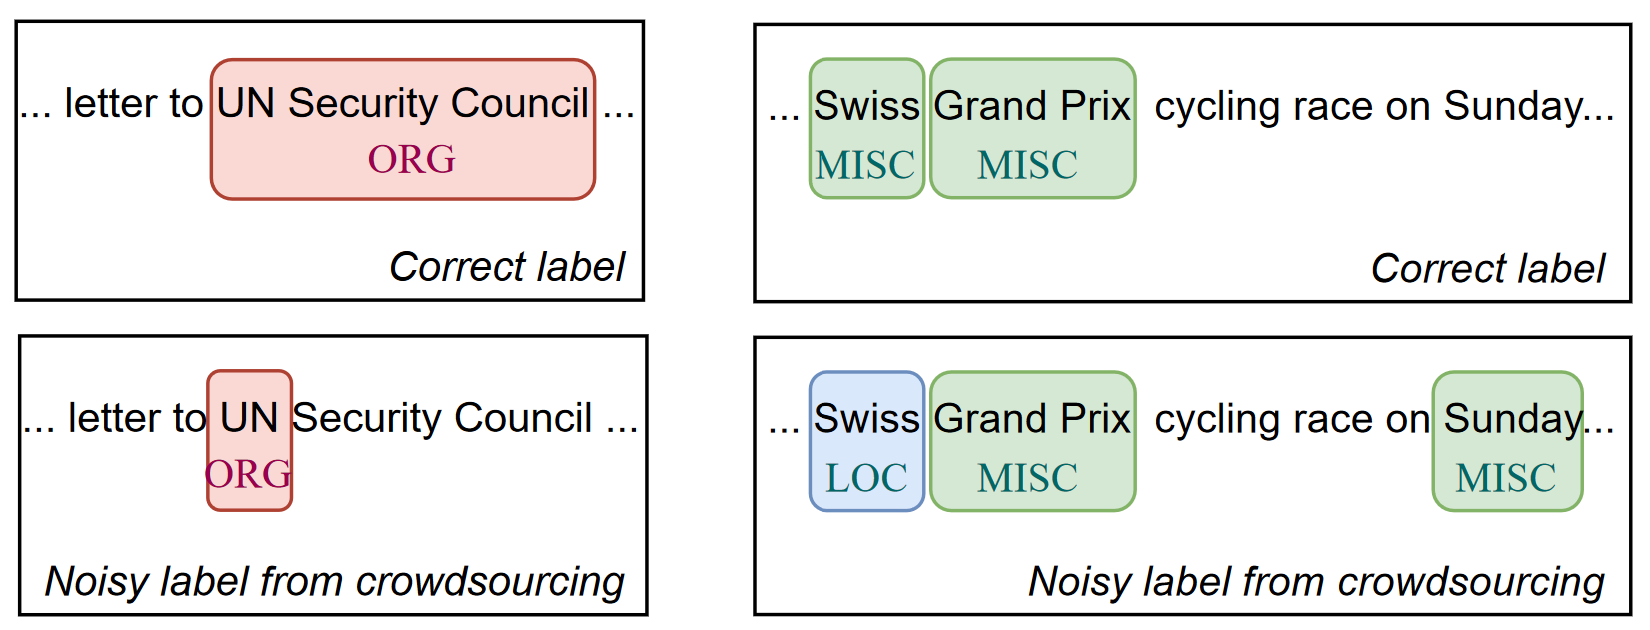 ... letter to UN Security Council ...
ORG
Correct label
... Swiss Grand Prix cycling race on Sunday...
MISC MISC
Correct label
... letter to UN Security Council ...
ORG
Noisy label from crowdsourcing
... Swiss Grand Prix cycling race on Sunday...
LOC MISC MISC
Noisy label from crowdsourcing